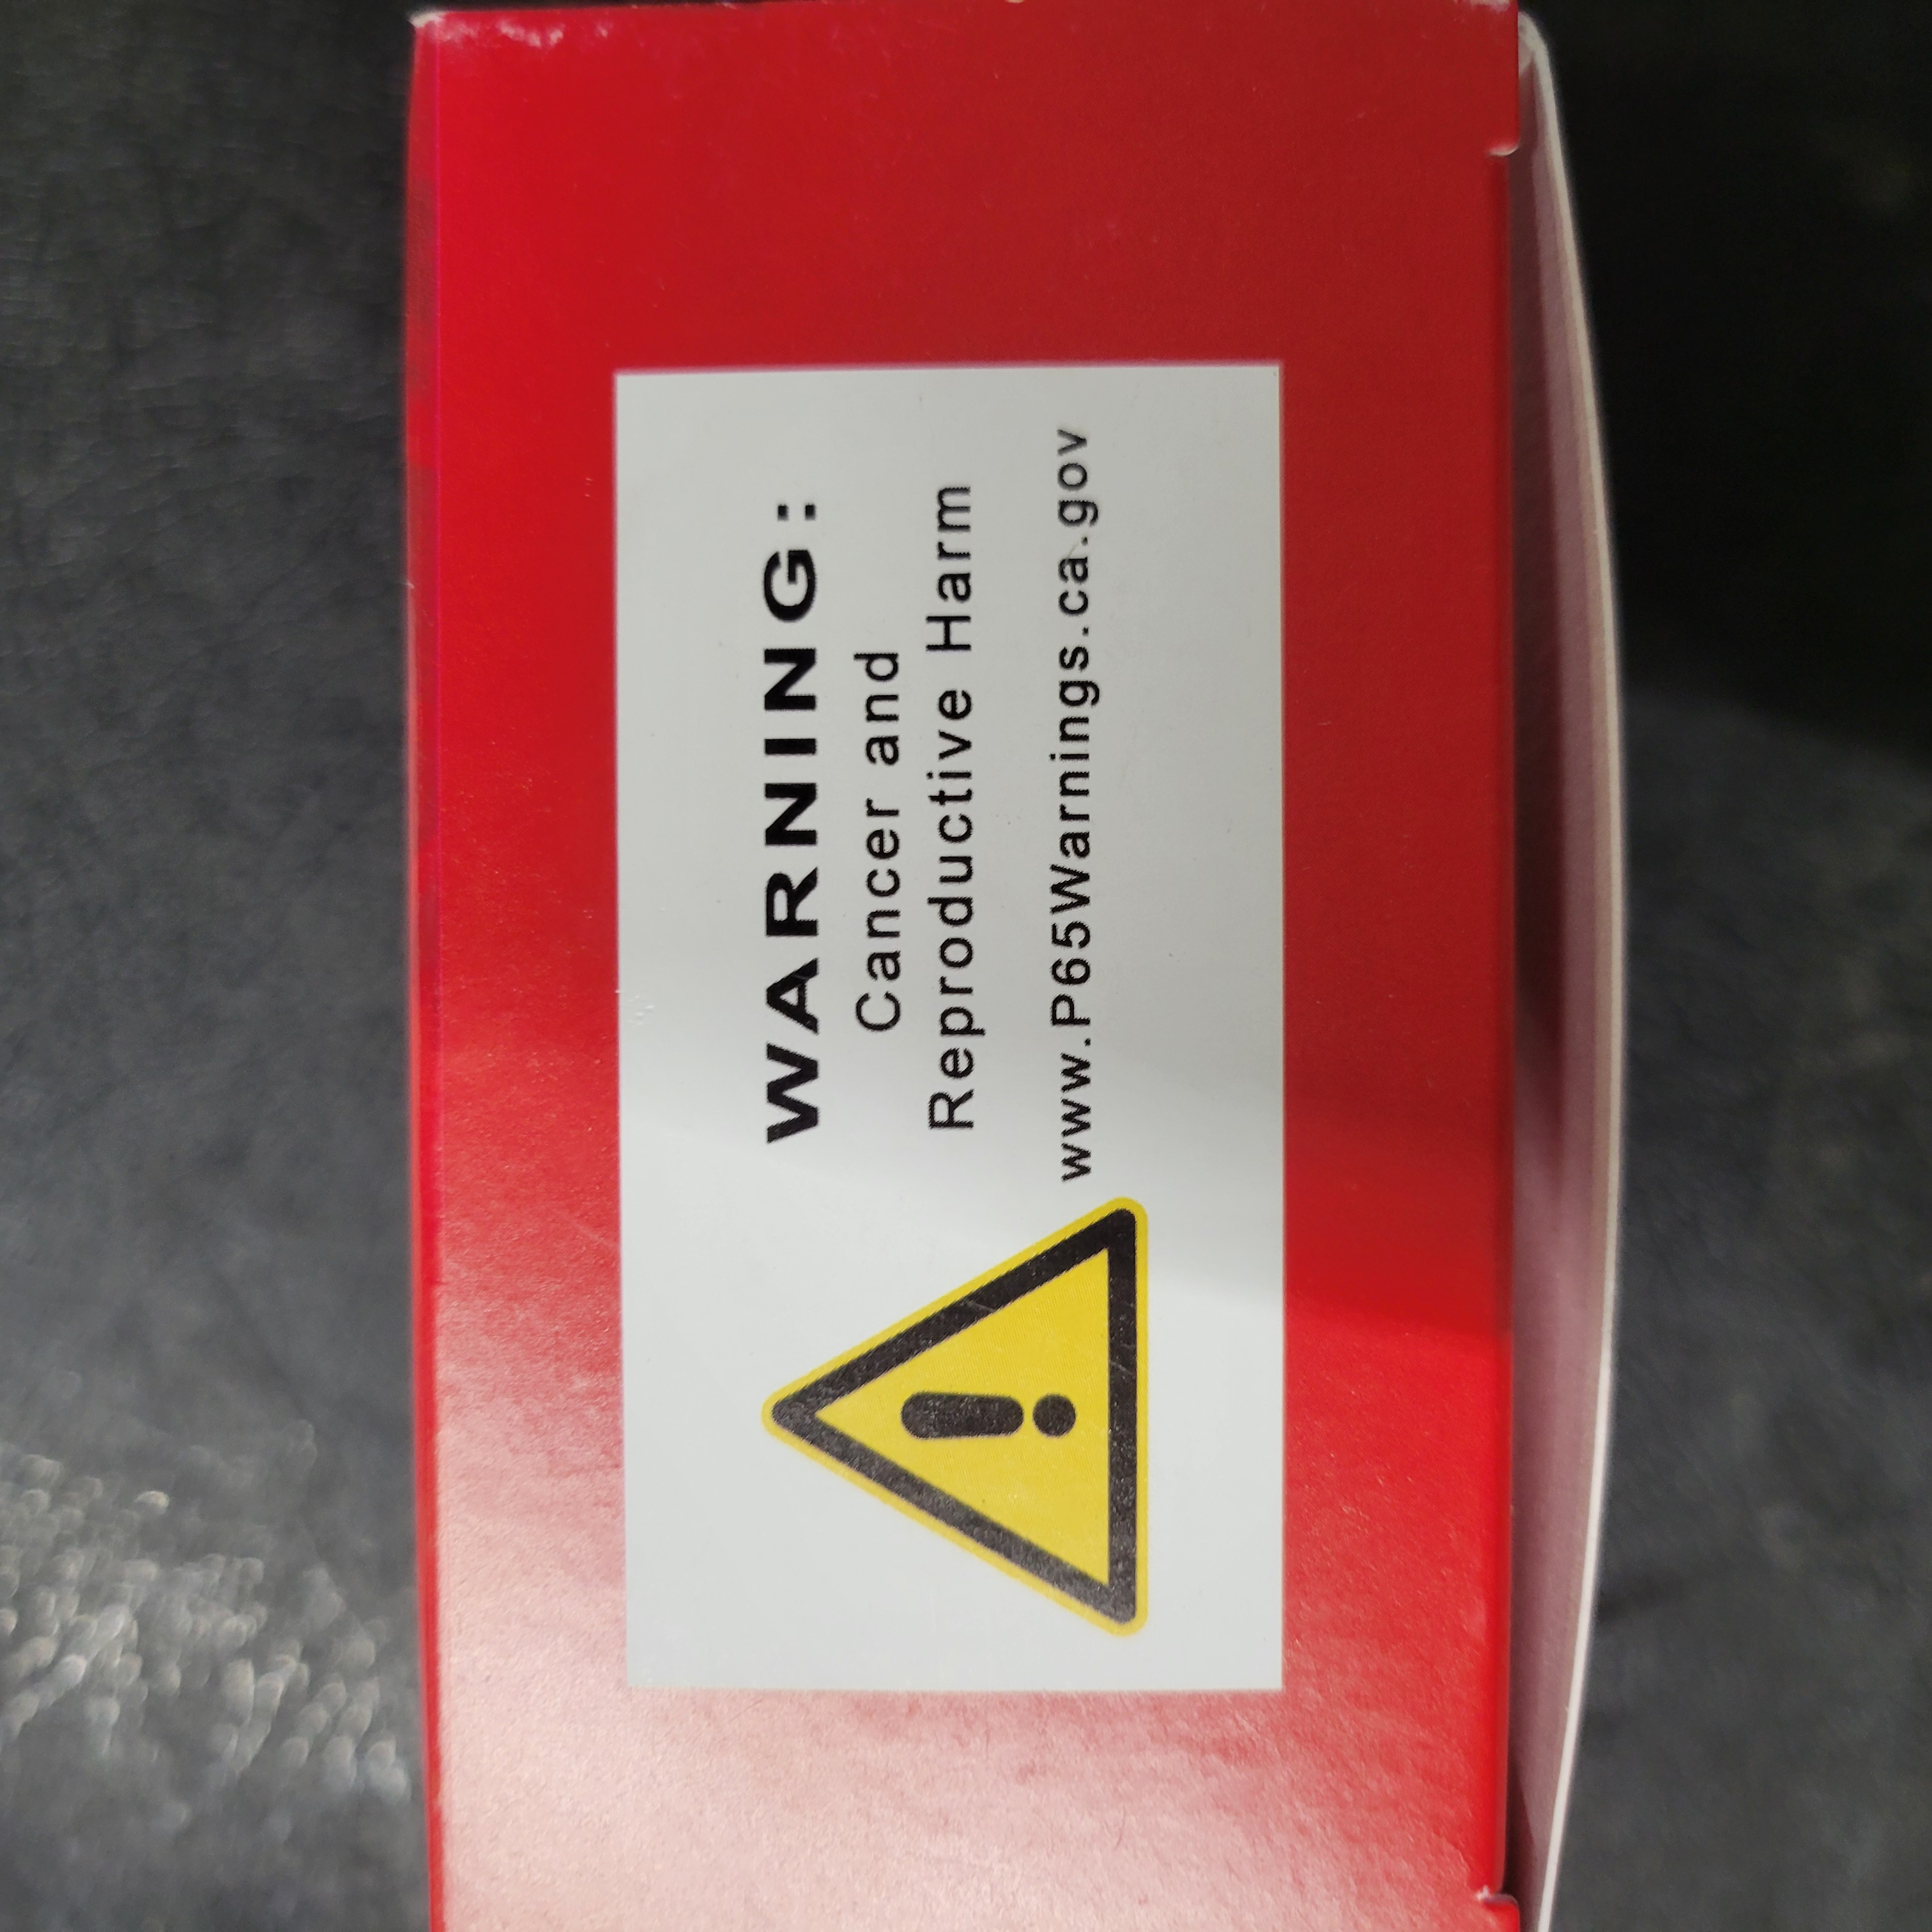 WARNING:
Cancer and
Reproductive Harm
www.P65Warnings.ca.gov